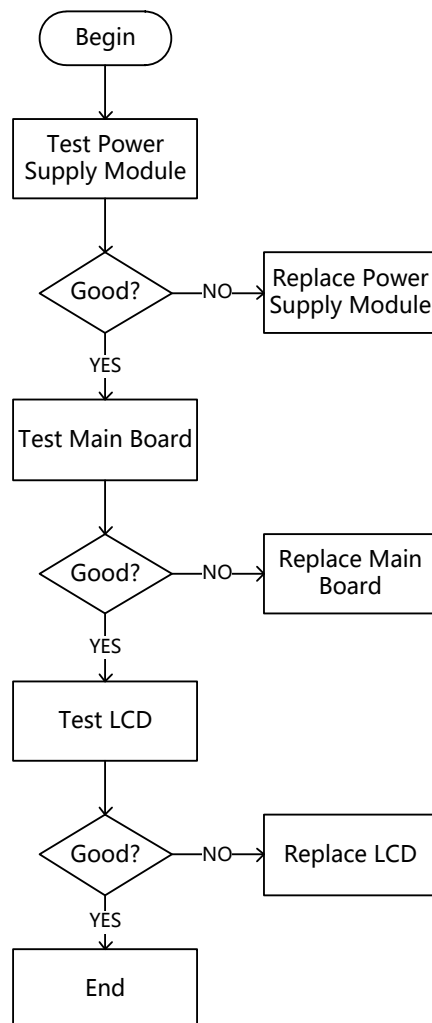 Begin
Test Power
Supply Module
Good?
NO
Replace Power
Supply Module
YES
Test Main Board
Good?
NO
Replace Main
Board
YES
Test LCD
Good?
NO
Replace LCD
YES
End